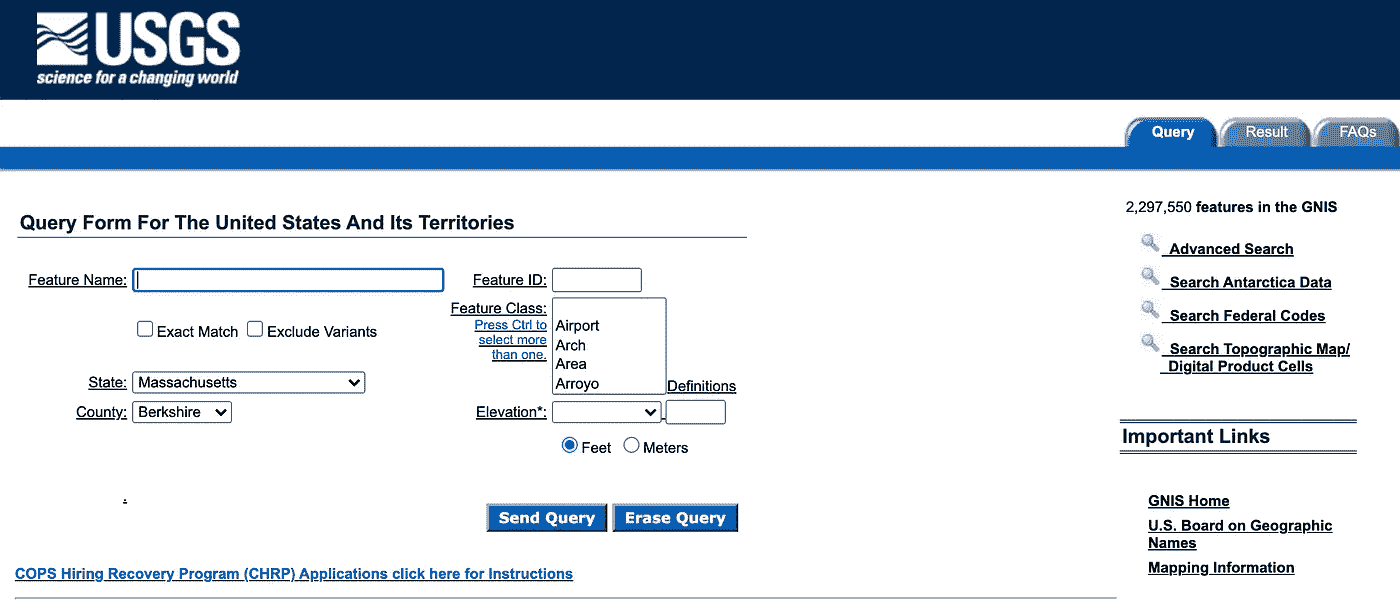 USGS
science for a changing world
Query Result FAQs
Query Form For The United States And Its Territories
Feature Name:
Feature ID:
Exact Match Exclude Variants
Feature Class:
Press Ctrl to
select more
than one.
Airport
Arch
Area
Arroyo
Definitions
State: Massachusetts
County: Berkshire
Elevation*:
Feet Meters
.
Send Query Erase Query
COPS Hiring Recovery Program (CHRP) Applications click here for Instructions
2,297,550 features in the GNIS
Advanced Search
Search Antarctica Data
Search Federal Codes
Search Topographic Map/
Digital Product Cells
Important Links
GNIS Home
U.S. Board on Geographic
Names
Mapping Information